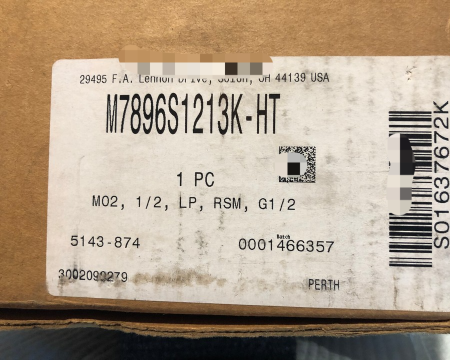 29495 F.A. Lennon Drive, Solon, OH 44139 USA
M7896S1213K-HT
1 PC
MO2, 1/2, LP, RSM, G1/2
5143-874
Batch
0001466357
3002099279
PERTH
S01637672K